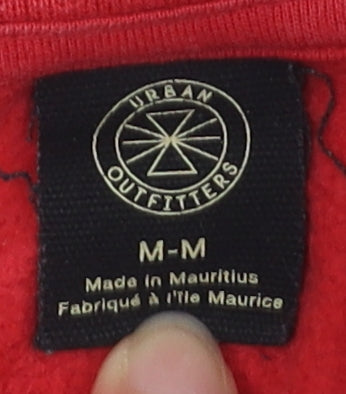 URBAN
OUTFITTERS
M-M
Made in Mauritius
Fabriqué à l'Île Maurice